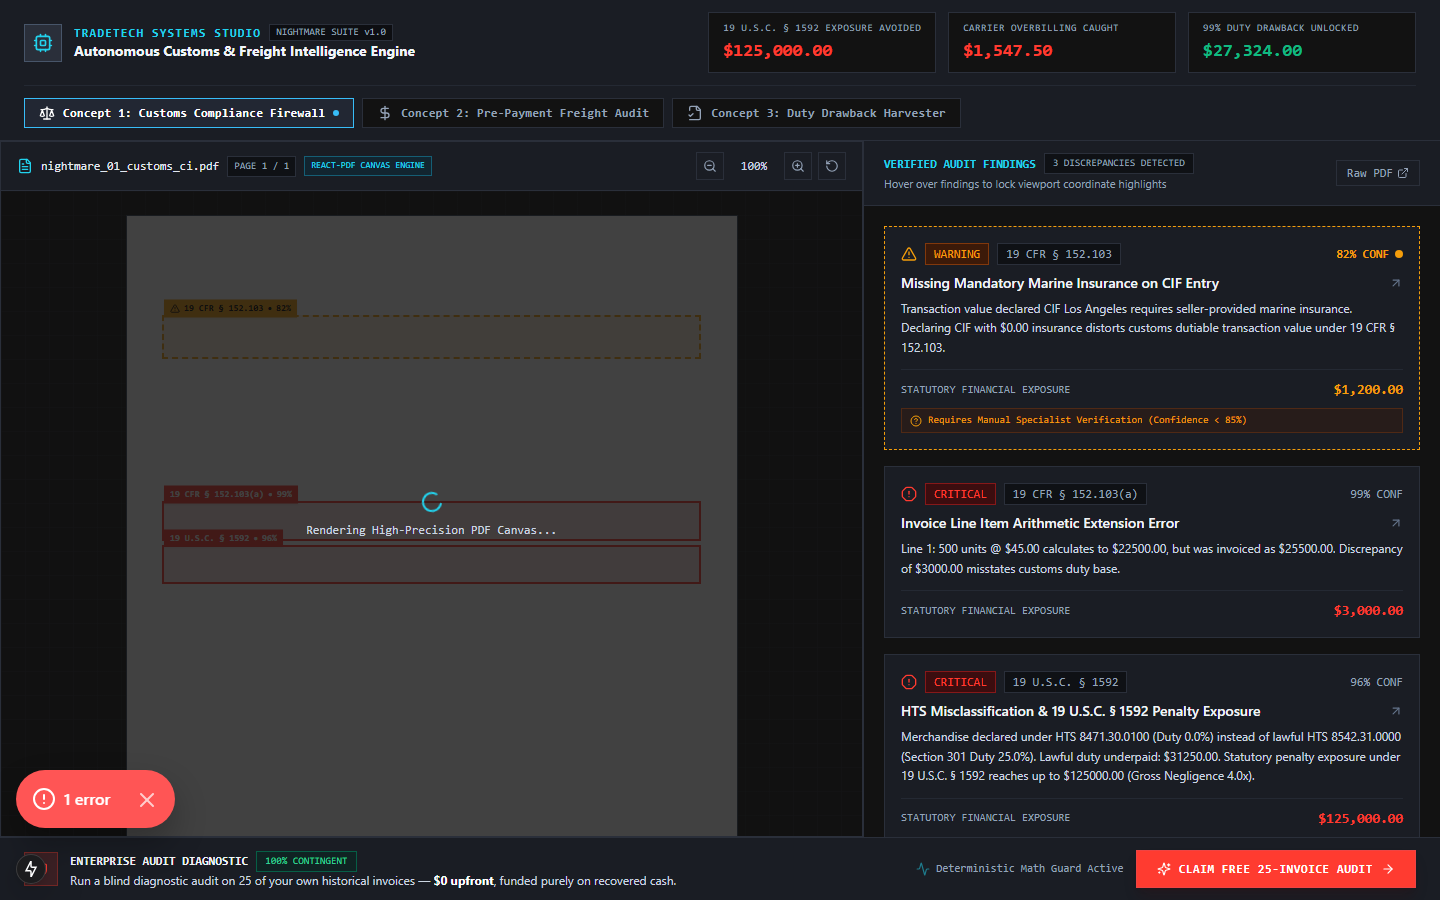 TRADETECH SYSTEMS STUDIO NIGHTMARE SUITE v1.0
Autonomous Customs & Freight Intelligence Engine
19 U.S.C. § 1592 EXPOSURE AVOIDED
$125,000.00
CARRIER OVERBILLING CAUGHT
$1,547.50
99% DUTY DRAWBACK UNLOCKED
$27,324.00
Concept 1: Customs Compliance Firewall
Concept 2: Pre-Payment Freight Audit
Concept 3: Duty Drawback Harvester
nightmare_01_customs_ci.pdf PAGE 1 / 1 REACT-PDF CANVAS ENGINE
100%
19 CFR § 152.103 • 82%
19 CFR § 152.103(a) • 99%
Rendering High-Precision PDF Canvas...
19 U.S.C. § 1592 • 96%
1 error
VERIFIED AUDIT FINDINGS 3 DISCREPANCIES DETECTED
Hover over findings to lock viewport coordinate highlights
Raw PDF
WARNING 19 CFR § 152.103 82% CONF
Missing Mandatory Marine Insurance on CIF Entry
Transaction value declared CIF Los Angeles requires seller-provided marine insurance.
Declaring CIF with $0.00 insurance distorts customs dutiable transaction value under 19 CFR §
152.103.
STATUTORY FINANCIAL EXPOSURE $1,200.00
Requires Manual Specialist Verification (Confidence < 85%)
CRITICAL 19 CFR § 152.103(a) 99% CONF
Invoice Line Item Arithmetic Extension Error
Line 1: 500 units @ $45.00 calculates to $22500.00, but was invoiced as $25500.00. Discrepancy
of $3000.00 misstates customs duty base.
STATUTORY FINANCIAL EXPOSURE $3,000.00
CRITICAL 19 U.S.C. § 1592 96% CONF
HTS Misclassification & 19 U.S.C. § 1592 Penalty Exposure
Merchandise declared under HTS 8471.30.0100 (Duty 0.0%) instead of lawful HTS 8542.31.0000
(Section 301 Duty 25.0%). Lawful duty underpaid: $31250.00. Statutory penalty exposure under
19 U.S.C. § 1592 reaches up to $125000.00 (Gross Negligence 4.0x).
STATUTORY FINANCIAL EXPOSURE $125,000.00
ENTERPRISE AUDIT DIAGNOSTIC 100% CONTINGENT
Run a blind diagnostic audit on 25 of your own historical invoices — $0 upfront, funded purely on recovered cash.
Deterministic Math Guard Active
CLAIM FREE 25-INVOICE AUDIT